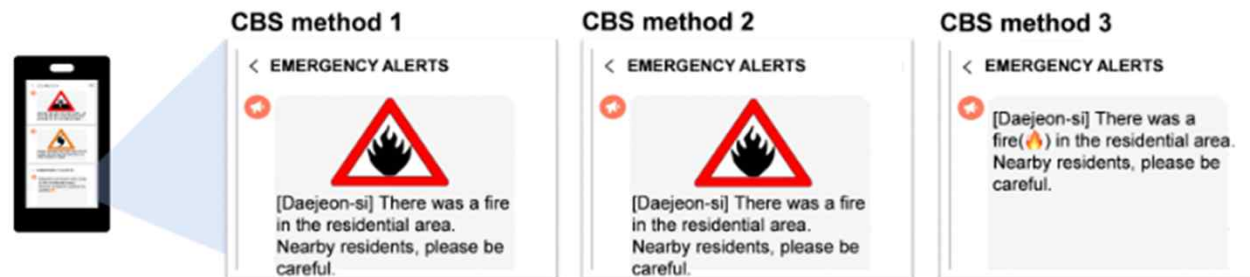 CBS method 1
< EMERGENCY ALERTS
[Daejeon-si] There was a fire
in the residential area.
Nearby residents, please be
careful.
CBS method 2
< EMERGENCY ALERTS
[Daejeon-si] There was a fire
in the residential area.
Nearby residents, please be
careful.
CBS method 3
< EMERGENCY ALERTS
[Daejeon-si] There was a
fire(🔥) in the residential area.
Nearby residents, please be
careful.